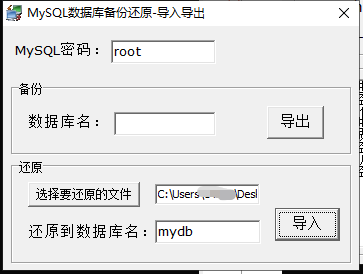 MySQL数据库备份还原-导入导出
MySQL密码： root
备份
数据库名： 导出
还原
选择要还原的文件 C:\Users\ \Desl
还原到数据库名： mydb 导入